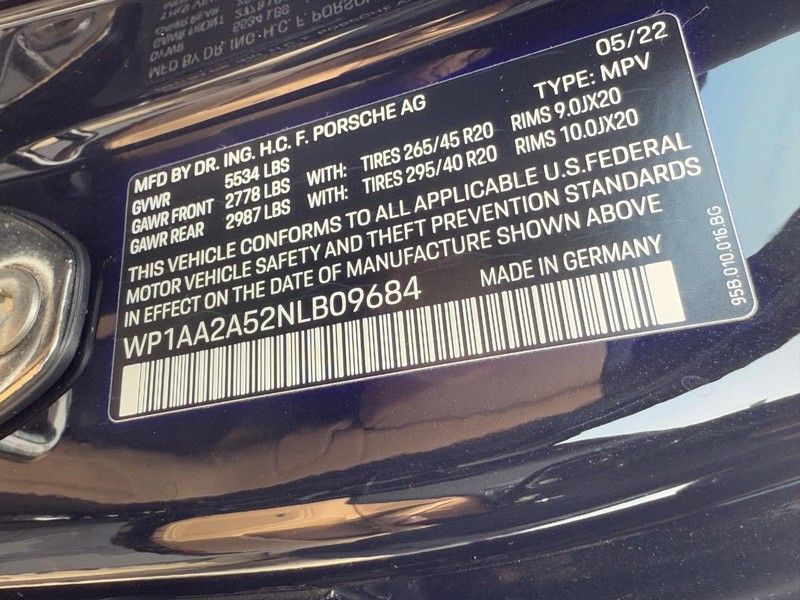 05/22
MFD BY DR. ING. H.C. F. PORSCHE AG TYPE: MPV
GVWR 5534 LBS
GAWR FRONT 2778 LBS WITH: TIRES 265/45 R20 RIMS 9.0JX20
GAWR REAR 2987 LBS WITH: TIRES 295/40 R20 RIMS 10.0JX20
THIS VEHICLE CONFORMS TO ALL APPLICABLE U.S.FEDERAL
MOTOR VEHICLE SAFETY AND THEFT PREVENTION STANDARDS
IN EFFECT ON THE DATE OF MANUFACTURE SHOWN ABOVE
WP1AA2A52NLB09684 MADE IN GERMANY
95B.010.016.BG